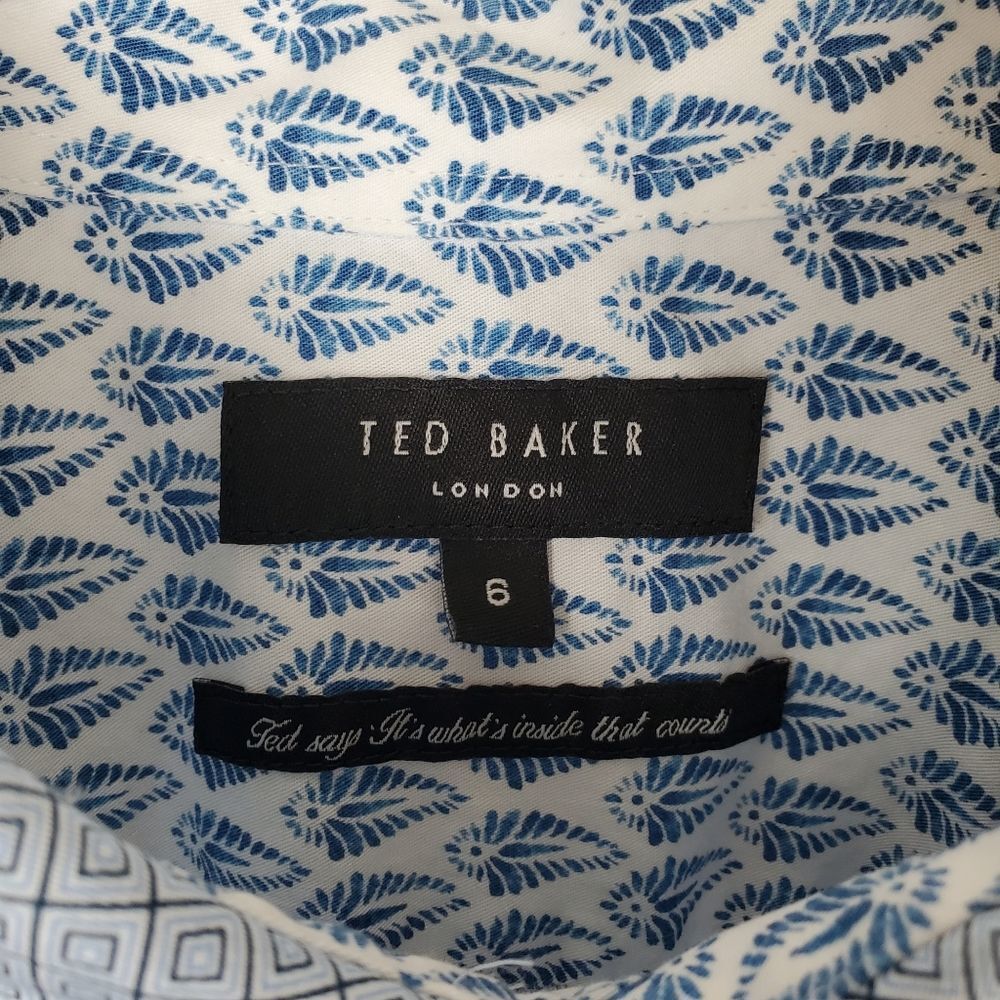 TED BAKER
LONDON
6
Ted says 'It's what's inside that counts'